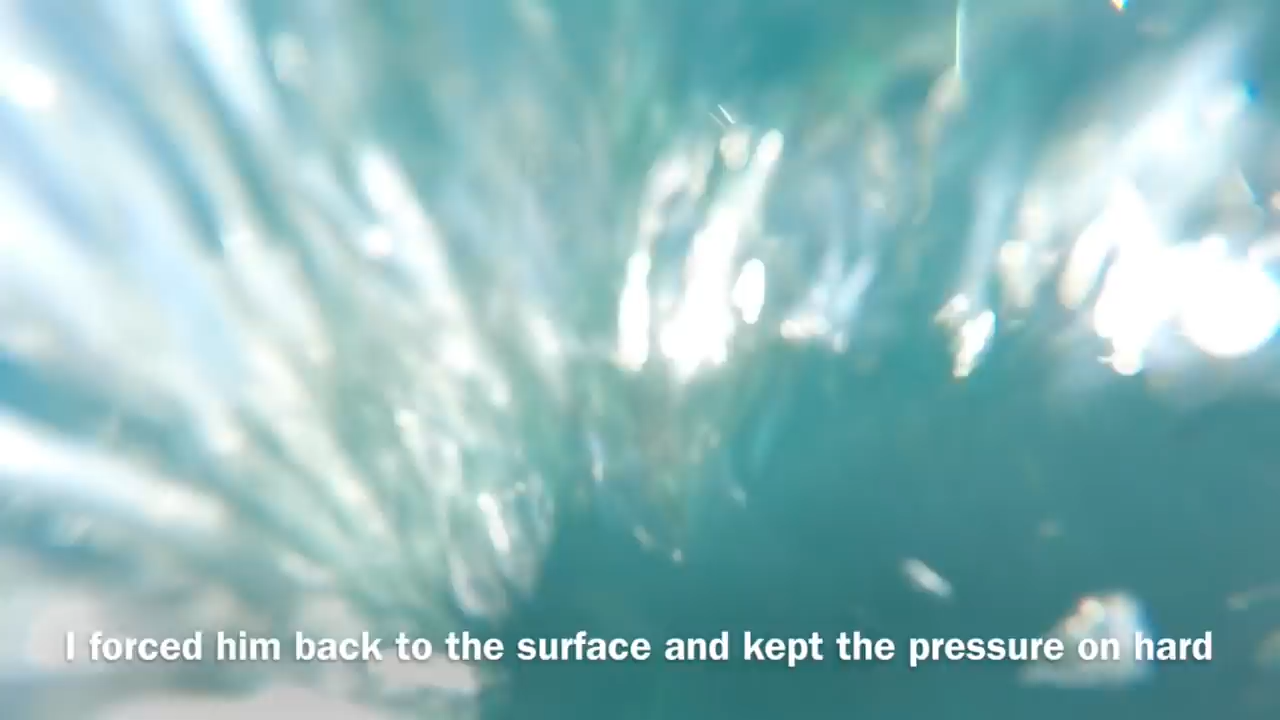 I forced him back to the surface and kept the pressure on hard